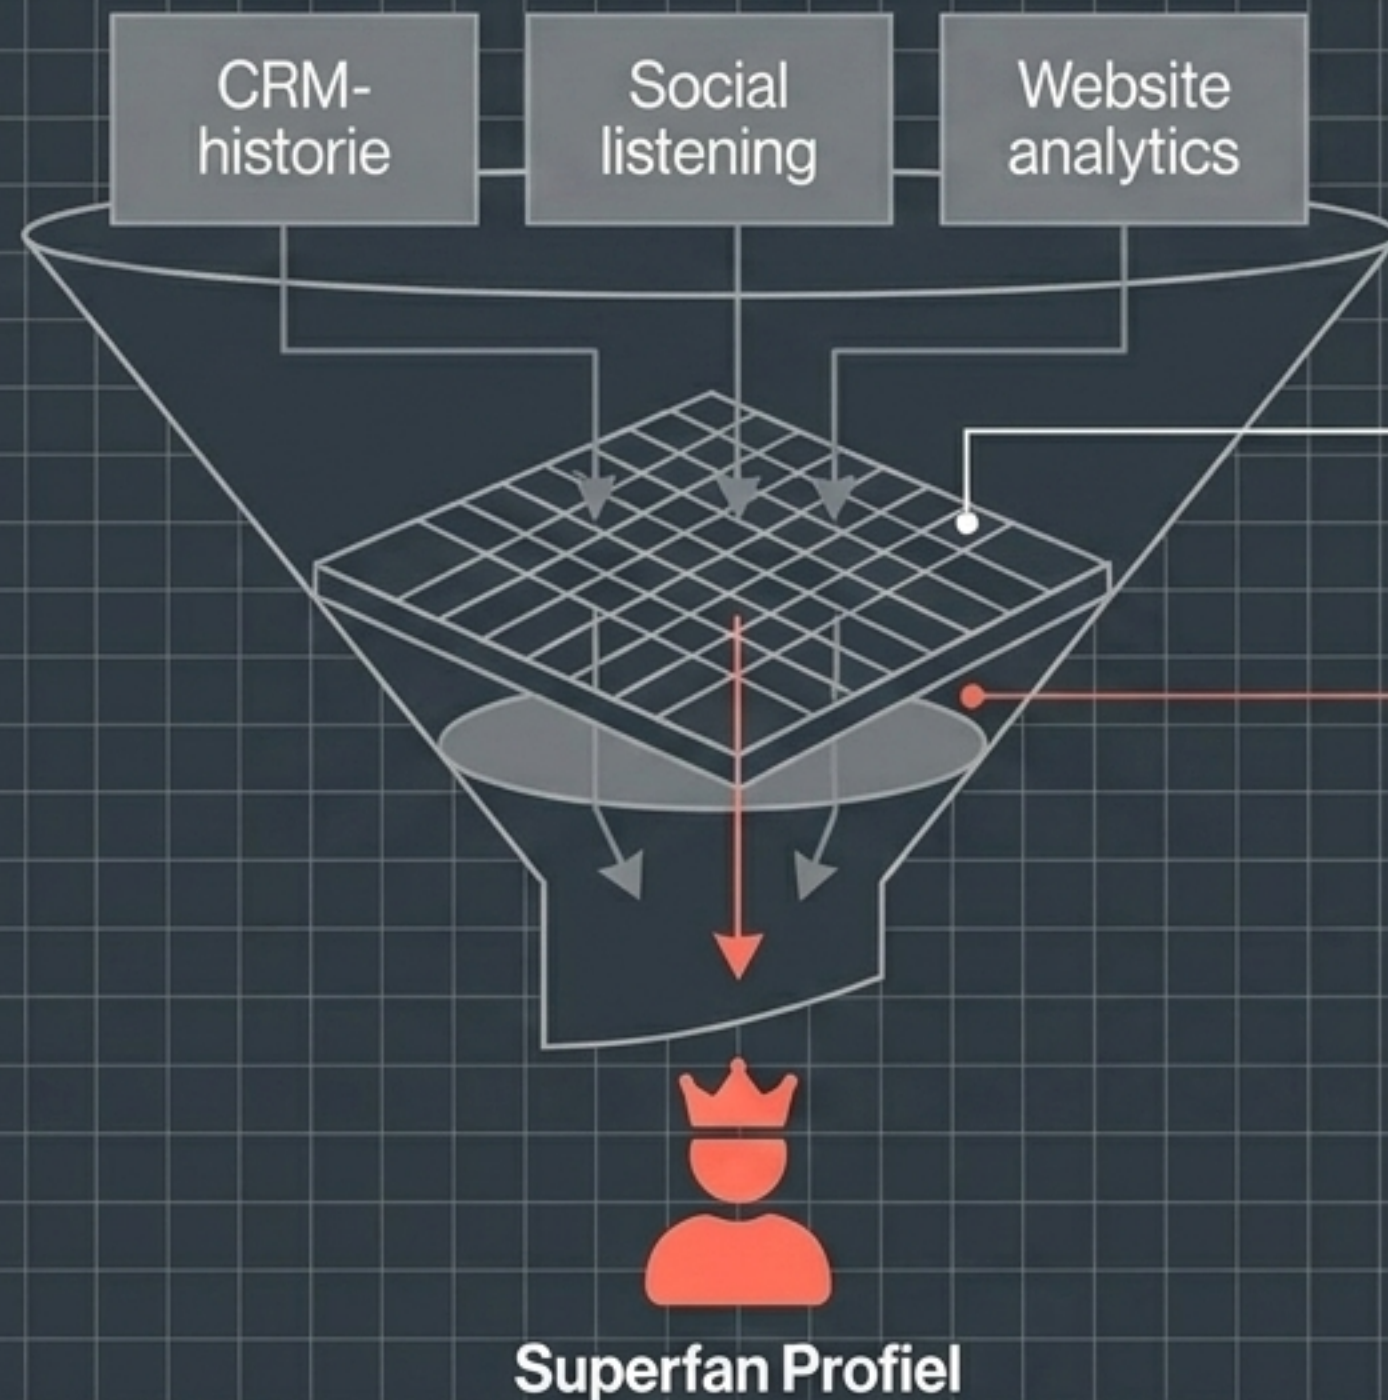 CRM-
historie
Social
listening
Website
analytics
Superfan Profiel